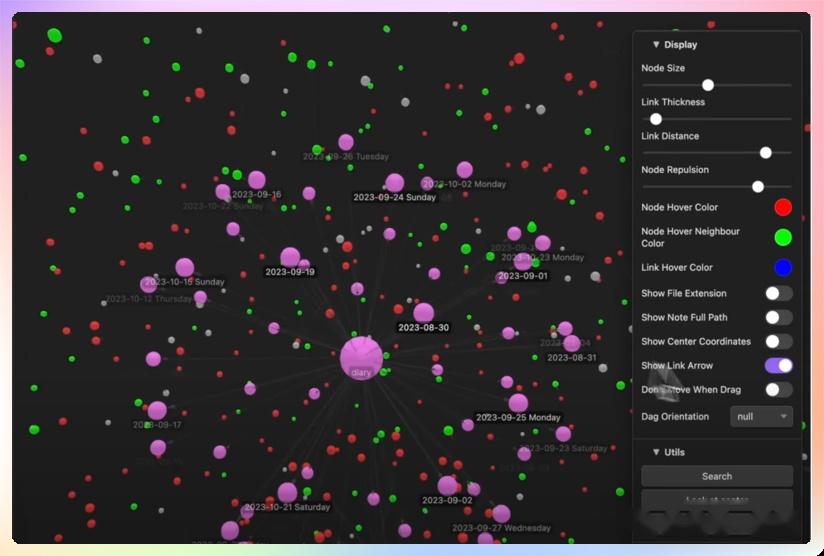 2023-09-26 Tuesday
2023-09-16
2023-10-22 Sunday
2023-09-24 Sunday
2023-10-02 Monday
2023-09-19
2023-10-23 Monday
2023-09-01
2023-10-15 Sunday
2023-10-12 Thursday
2023-08-30
2023-08-31
diary
2023-09-17
2023-09-25 Monday
2023-09-23 Saturday
2023-10-21 Saturday
2023-09-02
2023-09-27 Wednesday
▼ Display
Node Size
Link Thickness
Link Distance
Node Repulsion
Node Hover Color
Node Hover Neighbour
Color
Link Hover Color
Show File Extension
Show Note Full Path
Show Center Coordinates
Show Link Arrow
Move When Drag
Dag Orientation
null
▼ Utils
Search